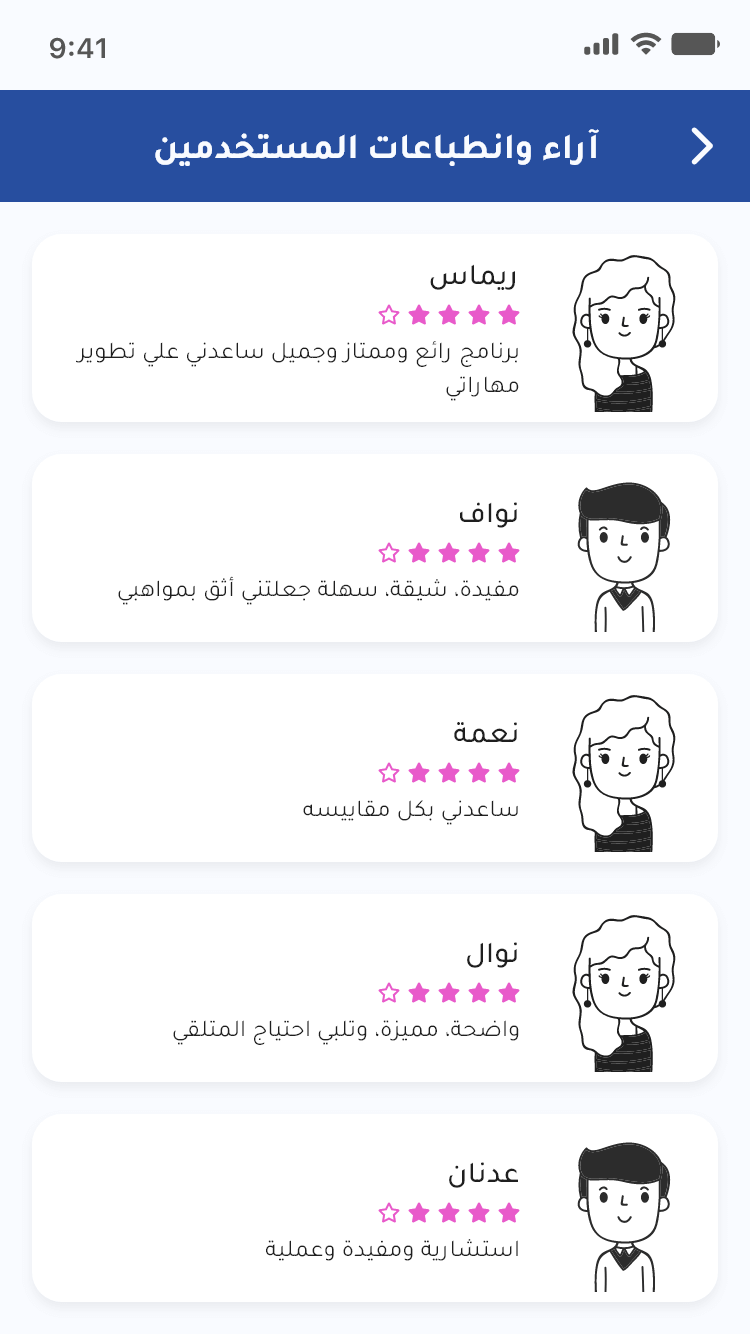 9:41
آراء وانطباعات المستخدمين
ريماس
برنامج رائع وممتاز وجميل ساعدني علي تطوير
مهاراتي
نواف
مفيدة، شيقة، سهلة جعلتني أثق بمواهبي
نعمة
ساعدني بكل مقاييسه
نوال
واضحة، مميزة، وتلبي احتياج المتلقي
عدنان
استشارية ومفيدة وعملية